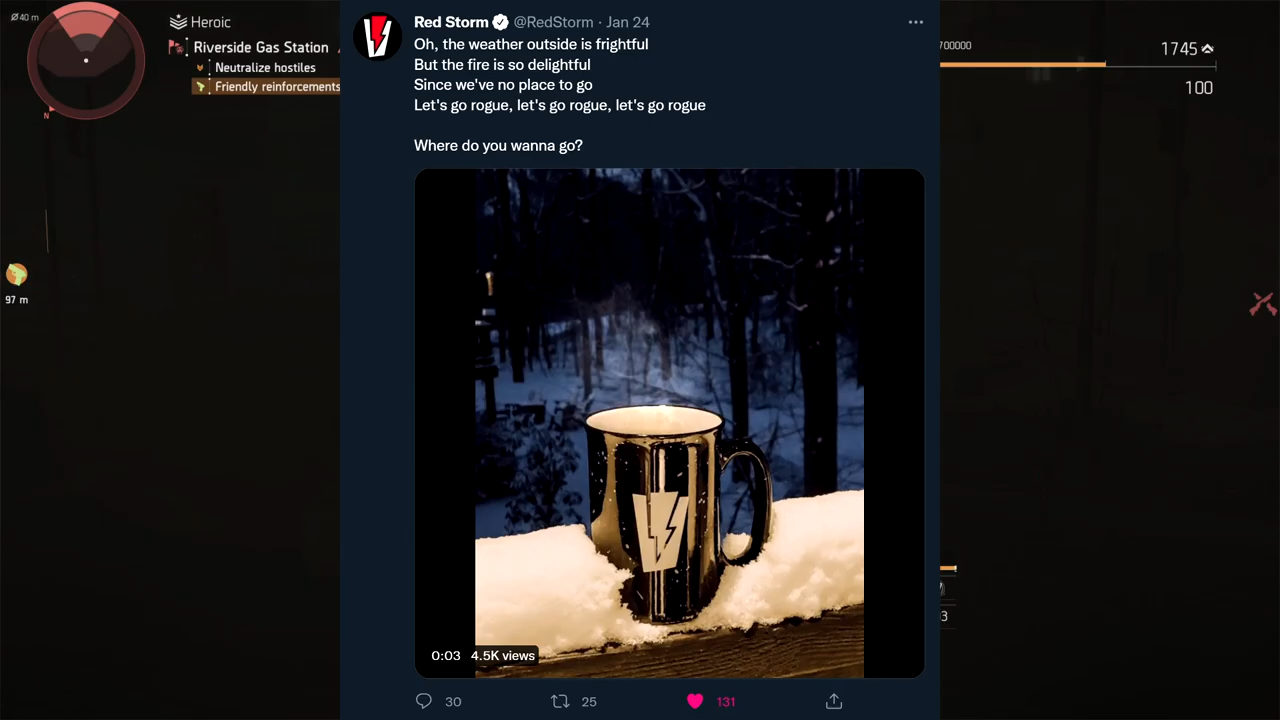 Ø40 m
Heroic
Riverside Gas Station
Neutralize hostiles
Friendly reinforcements
N
97 m
Red Storm @RedStorm · Jan 24
Oh, the weather outside is frightful
But the fire is so delightful
Since we've no place to go
Let's go rogue, let's go rogue, let's go rogue
Where do you wanna go?
0:03 4.5K views
30 25 131
700000
1745
100
3